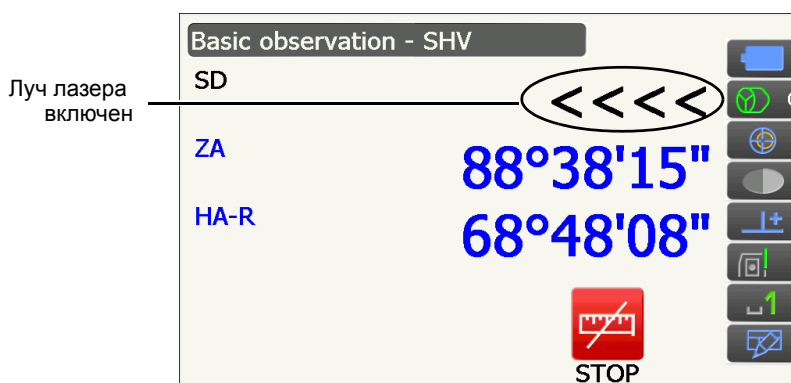 Basic observation - SHV
Луч лазера
включен
SD
<<<<
ZA
88°38'15"
HA-R
68°48'08"
1
STOP